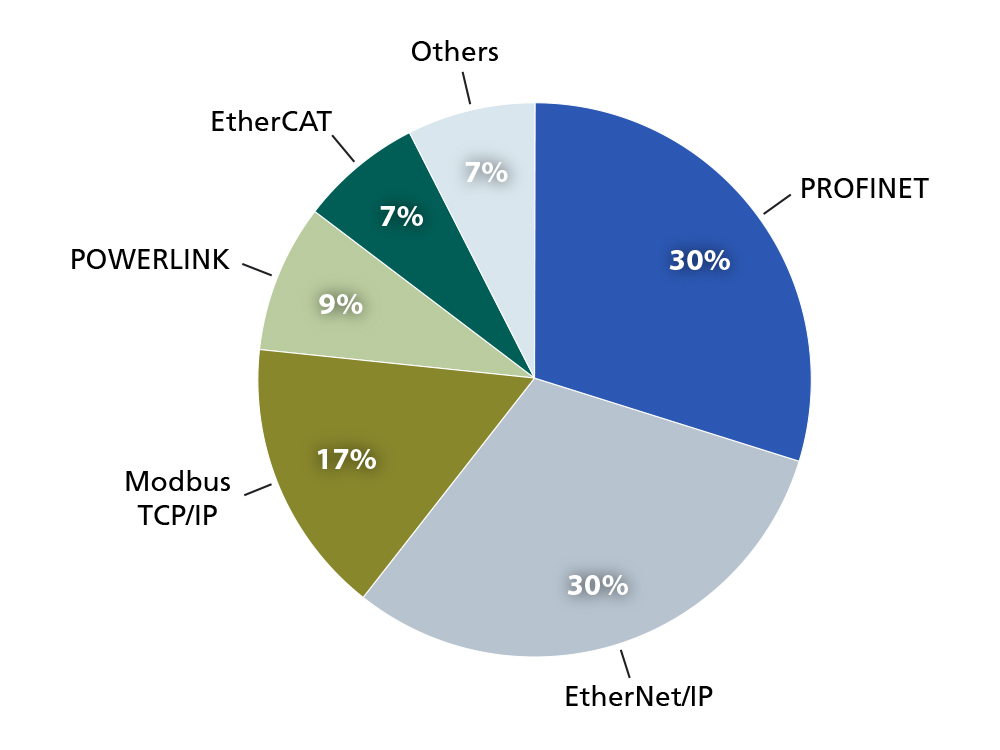 Others
EtherCAT
7%
PROFINET
7%
POWERLINK
30%
9%
17%
Modbus
TCP/IP
30%
EtherNet/IP